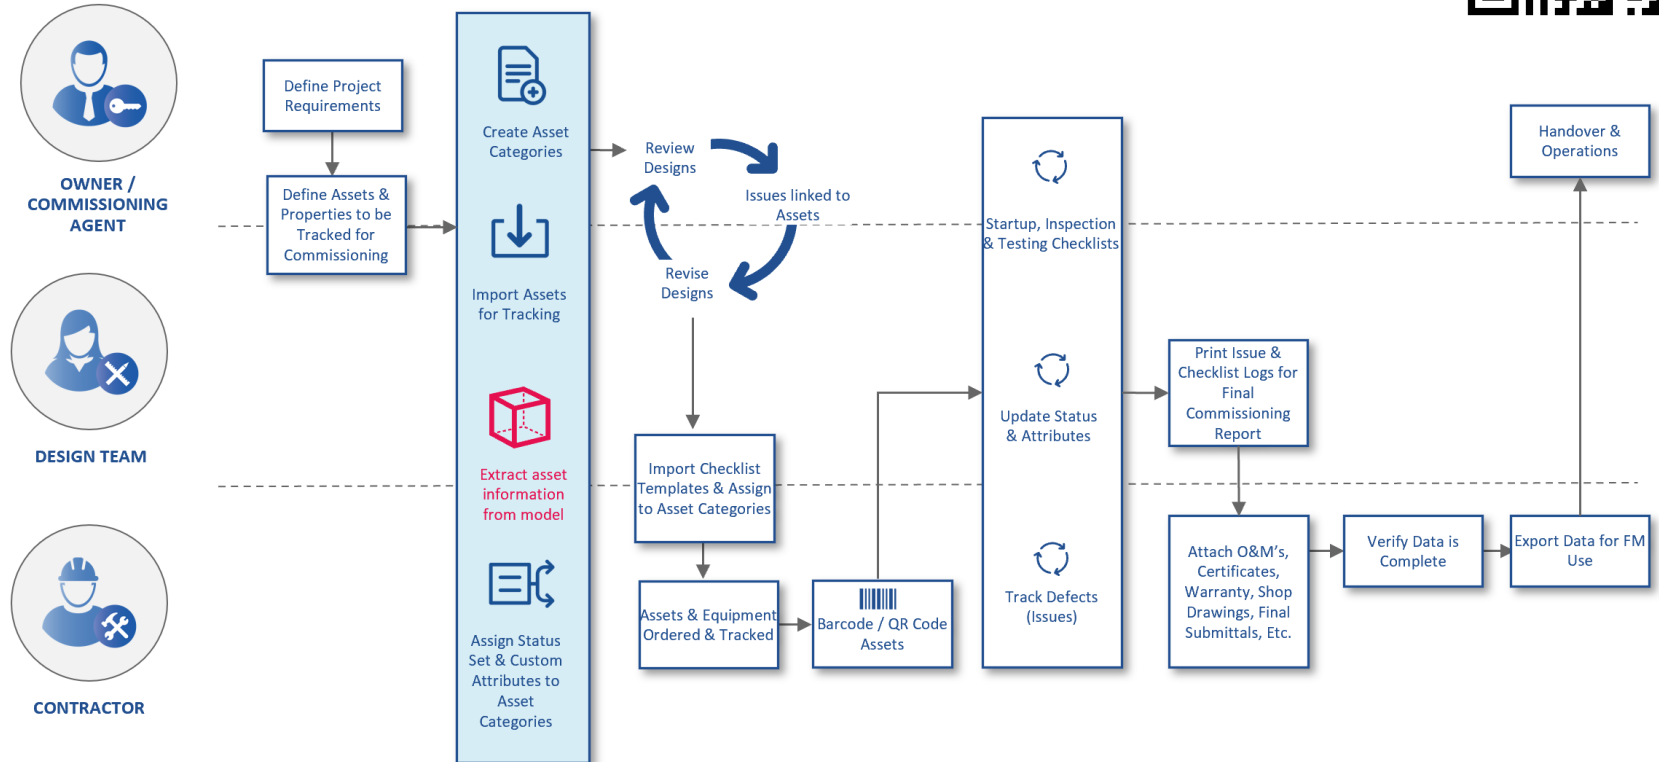 OWNER /
COMMISSIONING
AGENT
DESIGN TEAM
CONTRACTOR
Define Project
Requirements
Define Assets &
Properties to be
Tracked for
Commissioning
Create Asset
Categories
Import Assets
for Tracking
Extract asset
information
from model
Assign Status
Set & Custom
Attributes to
Asset
Categories
Review
Designs
Issues linked to
Assets
Revise
Designs
Import Checklist
Templates & Assign
to Asset Categories
Assets & Equipment
Ordered & Tracked
Barcode / QR Code
Assets
Startup, Inspection
& Testing Checklists
Update Status
& Attributes
Track Defects
(Issues)
Print Issue &
Checklist Logs for
Final
Commissioning
Report
Attach O&M's,
Certificates,
Warranty, Shop
Drawings, Final
Submittals, Etc.
Verify Data is
Complete
Export Data for FM
Use
Handover &
Operations